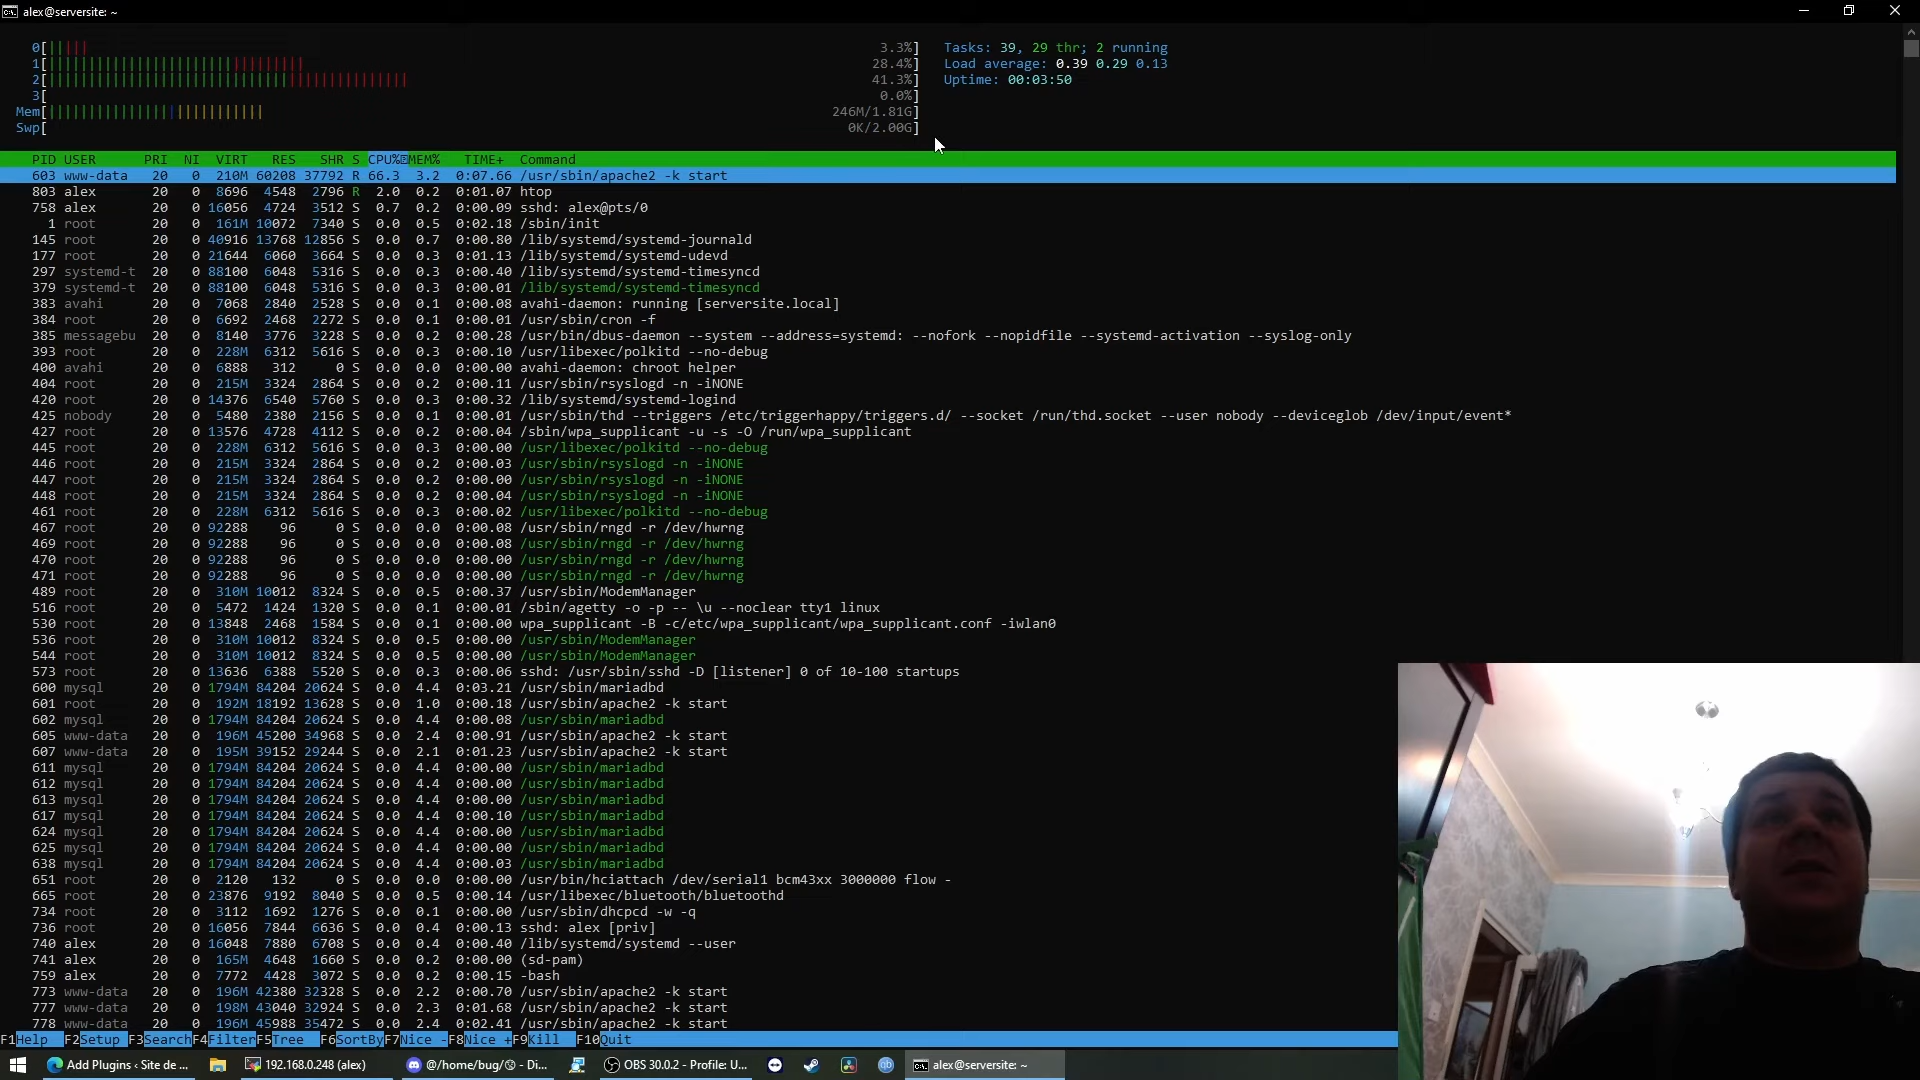 alex@serversite: ~
0[||||| 3.3%] Tasks: 39, 29 thr; 2 running
1[ 28.4%] Load average: 0.39 0.29 0.13
2[ 41.3%] Uptime: 00:03:50
3[ 0.0%]
Mem[ 246M/1.81G]
Swp[ 0K/2.00G]
PID USER PRI NI VIRT RES SHR S CPU% MEM% TIME+ Command
603 www-data 20 0 210M 60208 37792 R 66.3 3.2 0:07.66 /usr/sbin/apache2 -k start
803 alex 20 0 8696 4548 2796 R 2.0 0.2 0:01.07 htop
758 alex 20 0 16056 4724 3512 S 0.7 0.2 0:00.09 sshd: alex@pts/0
1 root 20 0 161M 10072 7340 S 0.0 0.5 0:02.18 /sbin/init
145 root 20 0 40916 13768 12856 S 0.0 0.7 0:00.80 /lib/systemd/systemd-journald
177 root 20 0 21644 6060 3664 S 0.0 0.3 0:01.13 /lib/systemd/systemd-udevd
297 systemd-t 20 0 88100 6048 5316 S 0.0 0.3 0:00.40 /lib/systemd/systemd-timesyncd
379 systemd-t 20 0 88100 6048 5316 S 0.0 0.3 0:00.01 /lib/systemd/systemd-timesyncd
383 avahi 20 0 7068 2840 2528 S 0.0 0.1 0:00.08 avahi-daemon: running [serversite.local]
384 root 20 0 6692 2468 2272 S 0.0 0.1 0:00.01 /usr/sbin/cron -f
385 messagebu 20 0 8140 3776 3228 S 0.0 0.2 0:00.28 /usr/bin/dbus-daemon --system --address=systemd: --nofork --nopidfile --systemd-activation --syslog-only
393 root 20 0 228M 6312 5616 S 0.0 0.3 0:00.10 /usr/libexec/polkitd --no-debug
400 avahi 20 0 6888 312 0 S 0.0 0.0 0:00.00 avahi-daemon: chroot helper
404 root 20 0 215M 3324 2864 S 0.0 0.2 0:00.11 /usr/sbin/rsyslogd -n -iNONE
420 root 20 0 14376 6540 5760 S 0.0 0.3 0:00.32 /lib/systemd/systemd-logind
425 nobody 20 0 5480 2380 2156 S 0.0 0.1 0:00.01 /usr/sbin/thd --triggers /etc/triggerhappy/triggers.d/ --socket /run/thd.socket --user nobody --deviceglob /dev/input/event*
427 root 20 0 13576 4728 4112 S 0.0 0.2 0:00.04 /sbin/wpa_supplicant -u -s -O /run/wpa_supplicant
445 root 20 0 228M 6312 5616 S 0.0 0.3 0:00.00 /usr/libexec/polkitd --no-debug
446 root 20 0 215M 3324 2864 S 0.0 0.2 0:00.03 /usr/sbin/rsyslogd -n -iNONE
447 root 20 0 215M 3324 2864 S 0.0 0.2 0:00.00 /usr/sbin/rsyslogd -n -iNONE
448 root 20 0 215M 3324 2864 S 0.0 0.2 0:00.04 /usr/sbin/rsyslogd -n -iNONE
461 root 20 0 228M 6312 5616 S 0.0 0.3 0:00.02 /usr/libexec/polkitd --no-debug
467 root 20 0 92288 96 0 S 0.0 0.0 0:00.08 /usr/sbin/rngd -r /dev/hwrng
469 root 20 0 92288 96 0 S 0.0 0.0 0:00.08 /usr/sbin/rngd -r /dev/hwrng
470 root 20 0 92288 96 0 S 0.0 0.0 0:00.00 /usr/sbin/rngd -r /dev/hwrng
471 root 20 0 92288 96 0 S 0.0 0.0 0:00.00 /usr/sbin/rngd -r /dev/hwrng
489 root 20 0 310M 10012 8324 S 0.0 0.5 0:00.37 /usr/sbin/ModemManager
516 root 20 0 5472 1424 1320 S 0.0 0.1 0:00.01 /sbin/agetty -o -p -- \u --noclear tty1 linux
530 root 20 0 13848 2468 1584 S 0.0 0.1 0:00.00 wpa_supplicant -B -c/etc/wpa_supplicant/wpa_supplicant.conf -iwlan0
536 root 20 0 310M 10012 8324 S 0.0 0.5 0:00.00 /usr/sbin/ModemManager
544 root 20 0 310M 10012 8324 S 0.0 0.5 0:00.00 /usr/sbin/ModemManager
573 root 20 0 13636 6388 5520 S 0.0 0.3 0:00.06 sshd: /usr/sbin/sshd -D [listener] 0 of 10-100 startups
600 mysql 20 0 1794M 84204 20624 S 0.0 4.4 0:03.21 /usr/sbin/mariadbd
601 root 20 0 192M 18192 13628 S 0.0 1.0 0:00.18 /usr/sbin/apache2 -k start
602 mysql 20 0 1794M 84204 20624 S 0.0 4.4 0:00.08 /usr/sbin/mariadbd
605 www-data 20 0 196M 45200 34968 S 0.0 2.4 0:00.91 /usr/sbin/apache2 -k start
607 www-data 20 0 195M 39152 29244 S 0.0 2.1 0:01.23 /usr/sbin/apache2 -k start
611 mysql 20 0 1794M 84204 20624 S 0.0 4.4 0:00.00 /usr/sbin/mariadbd
612 mysql 20 0 1794M 84204 20624 S 0.0 4.4 0:00.00 /usr/sbin/mariadbd
613 mysql 20 0 1794M 84204 20624 S 0.0 4.4 0:00.00 /usr/sbin/mariadbd
617 mysql 20 0 1794M 84204 20624 S 0.0 4.4 0:00.10 /usr/sbin/mariadbd
624 mysql 20 0 1794M 84204 20624 S 0.0 4.4 0:00.00 /usr/sbin/mariadbd
625 mysql 20 0 1794M 84204 20624 S 0.0 4.4 0:00.00 /usr/sbin/mariadbd
638 mysql 20 0 1794M 84204 20624 S 0.0 4.4 0:00.03 /usr/sbin/mariadbd
651 root 20 0 2120 132 0 S 0.0 0.0 0:00.00 /usr/bin/hciattach /dev/serial1 bcm43xx 3000000 flow -
665 root 20 0 23876 9192 8040 S 0.0 0.5 0:00.14 /usr/libexec/bluetooth/bluetoothd
734 root 20 0 3112 1692 1276 S 0.0 0.1 0:00.00 /usr/sbin/dhcpcd -w -q
736 root 20 0 16056 7844 6636 S 0.0 0.4 0:00.13 sshd: alex [priv]
740 alex 20 0 16048 7880 6708 S 0.0 0.4 0:00.40 /lib/systemd/systemd --user
741 alex 20 0 165M 4648 1660 S 0.0 0.2 0:00.00 (sd-pam)
759 alex 20 0 7772 4428 3072 S 0.0 0.2 0:00.15 -bash
773 www-data 20 0 196M 42380 32328 S 0.0 2.2 0:00.70 /usr/sbin/apache2 -k start
777 www-data 20 0 198M 43040 32924 S 0.0 2.3 0:01.68 /usr/sbin/apache2 -k start
778 www-data 20 0 196M 45988 35472 S 0.0 2.4 0:02.41 /usr/sbin/apache2 -k start
F1Help F2Setup F3SearchF4FilterF5Tree F6SortByF7Nice -F8Nice +F9Kill F10Quit
Add Plugins ‹ Site de ... 192.168.0.248 (alex) @/home/bug/ - Di... OBS 30.0.2 - Profile: U... alex@serversite: ~